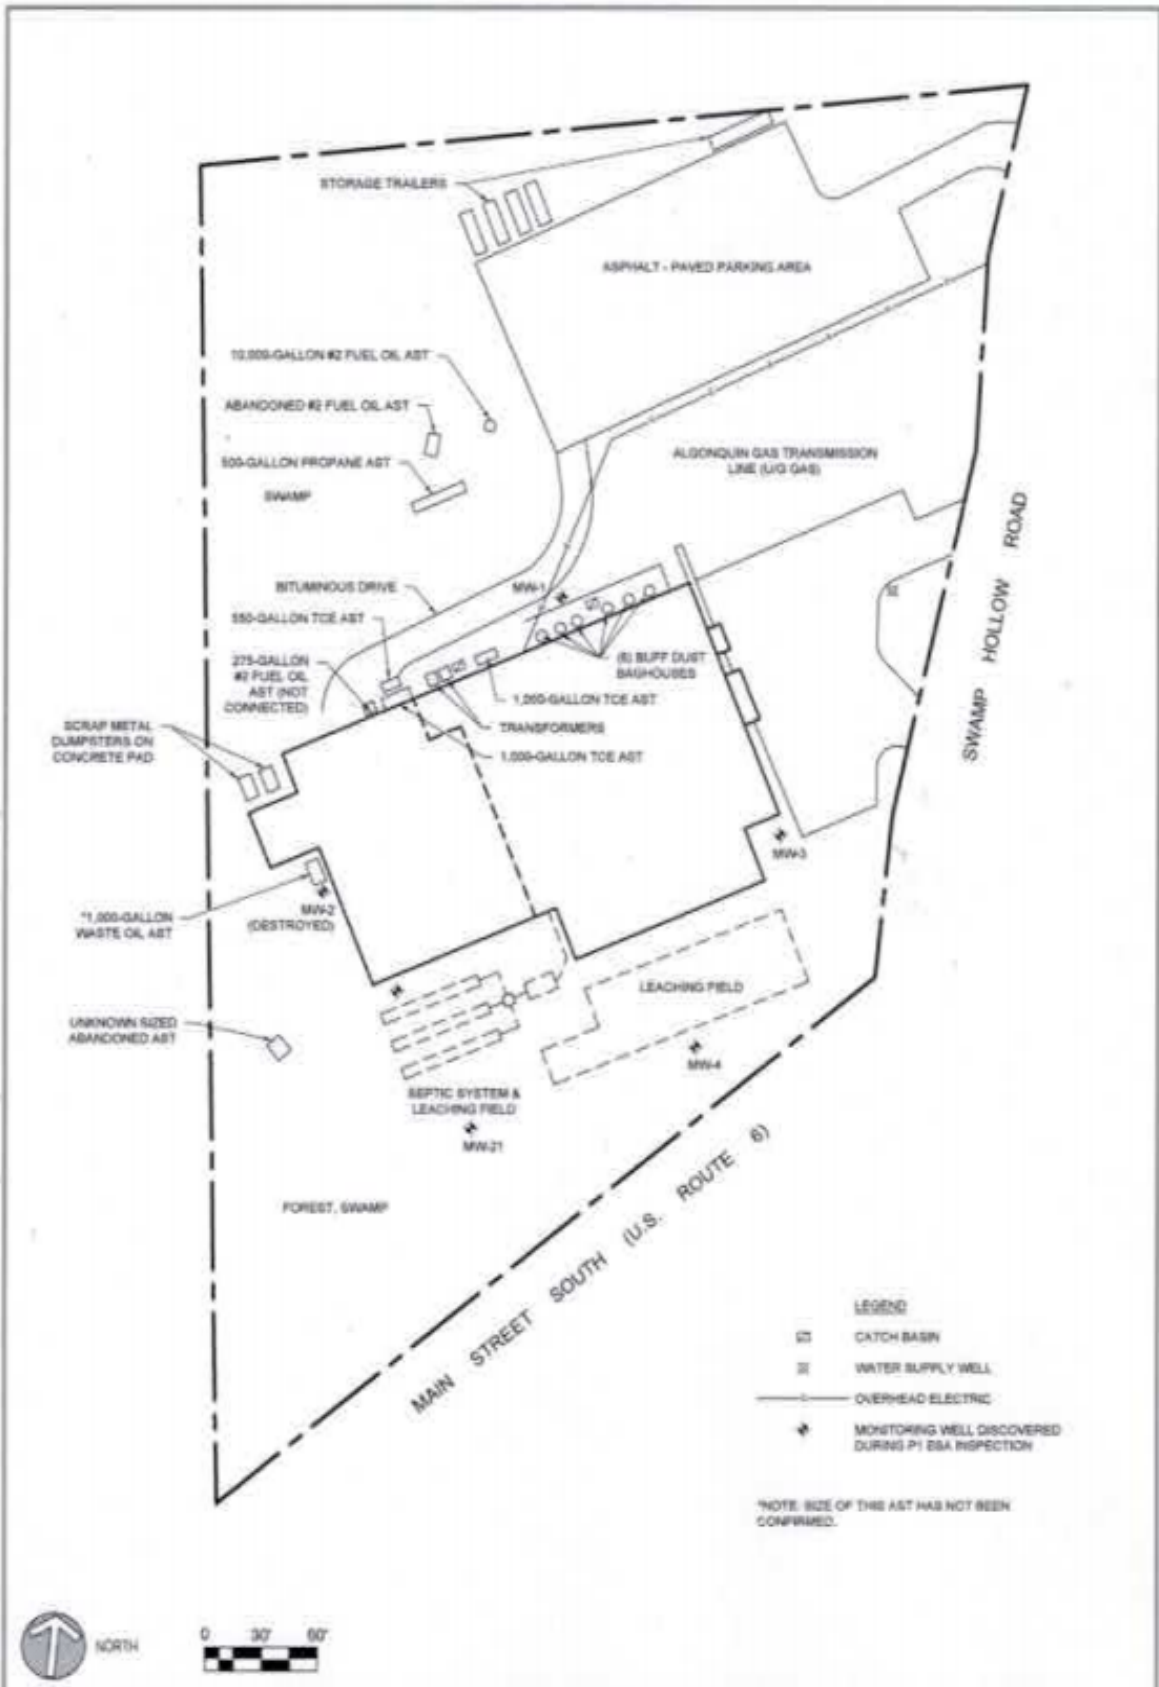 STORAGE TRAILERS
ASPHALT - PAVED PARKING AREA
10,000-GALLON #2 FUEL OIL AST
ABANDONED #2 FUEL OIL AST
500-GALLON PROPANE AST
SWAMP
ALGONQUIN GAS TRANSMISSION
LINE (U/G GAS)
SWAMP HOLLOW ROAD
BITUMINOUS DRIVE
MW-1
550-GALLON TCE AST
275-GALLON
#2 FUEL OIL
AST (NOT
CONNECTED)
(6) BUFF DUST
BAGHOUSES
1,000-GALLON TCE AST
TRANSFORMERS
1,000-GALLON TCE AST
SCRAP METAL
DUMPSTERS ON
CONCRETE PAD
MW-3
*1,000-GALLON
WASTE OIL AST
MW-2
(DESTROYED)
LEACHING FIELD
UNKNOWN SIZED
ABANDONED AST
MW-4
SEPTIC SYSTEM &
LEACHING FIELD
MW-21
FOREST, SWAMP
MAIN STREET SOUTH (U.S. ROUTE 6)
LEGEND
CATCH BASIN
WATER SUPPLY WELL
OVERHEAD ELECTRIC
MONITORING WELL DISCOVERED
DURING P1 ESA INSPECTION
*NOTE: SIZE OF THIS AST HAS NOT BEEN
CONFIRMED.
NORTH
0 30' 60'